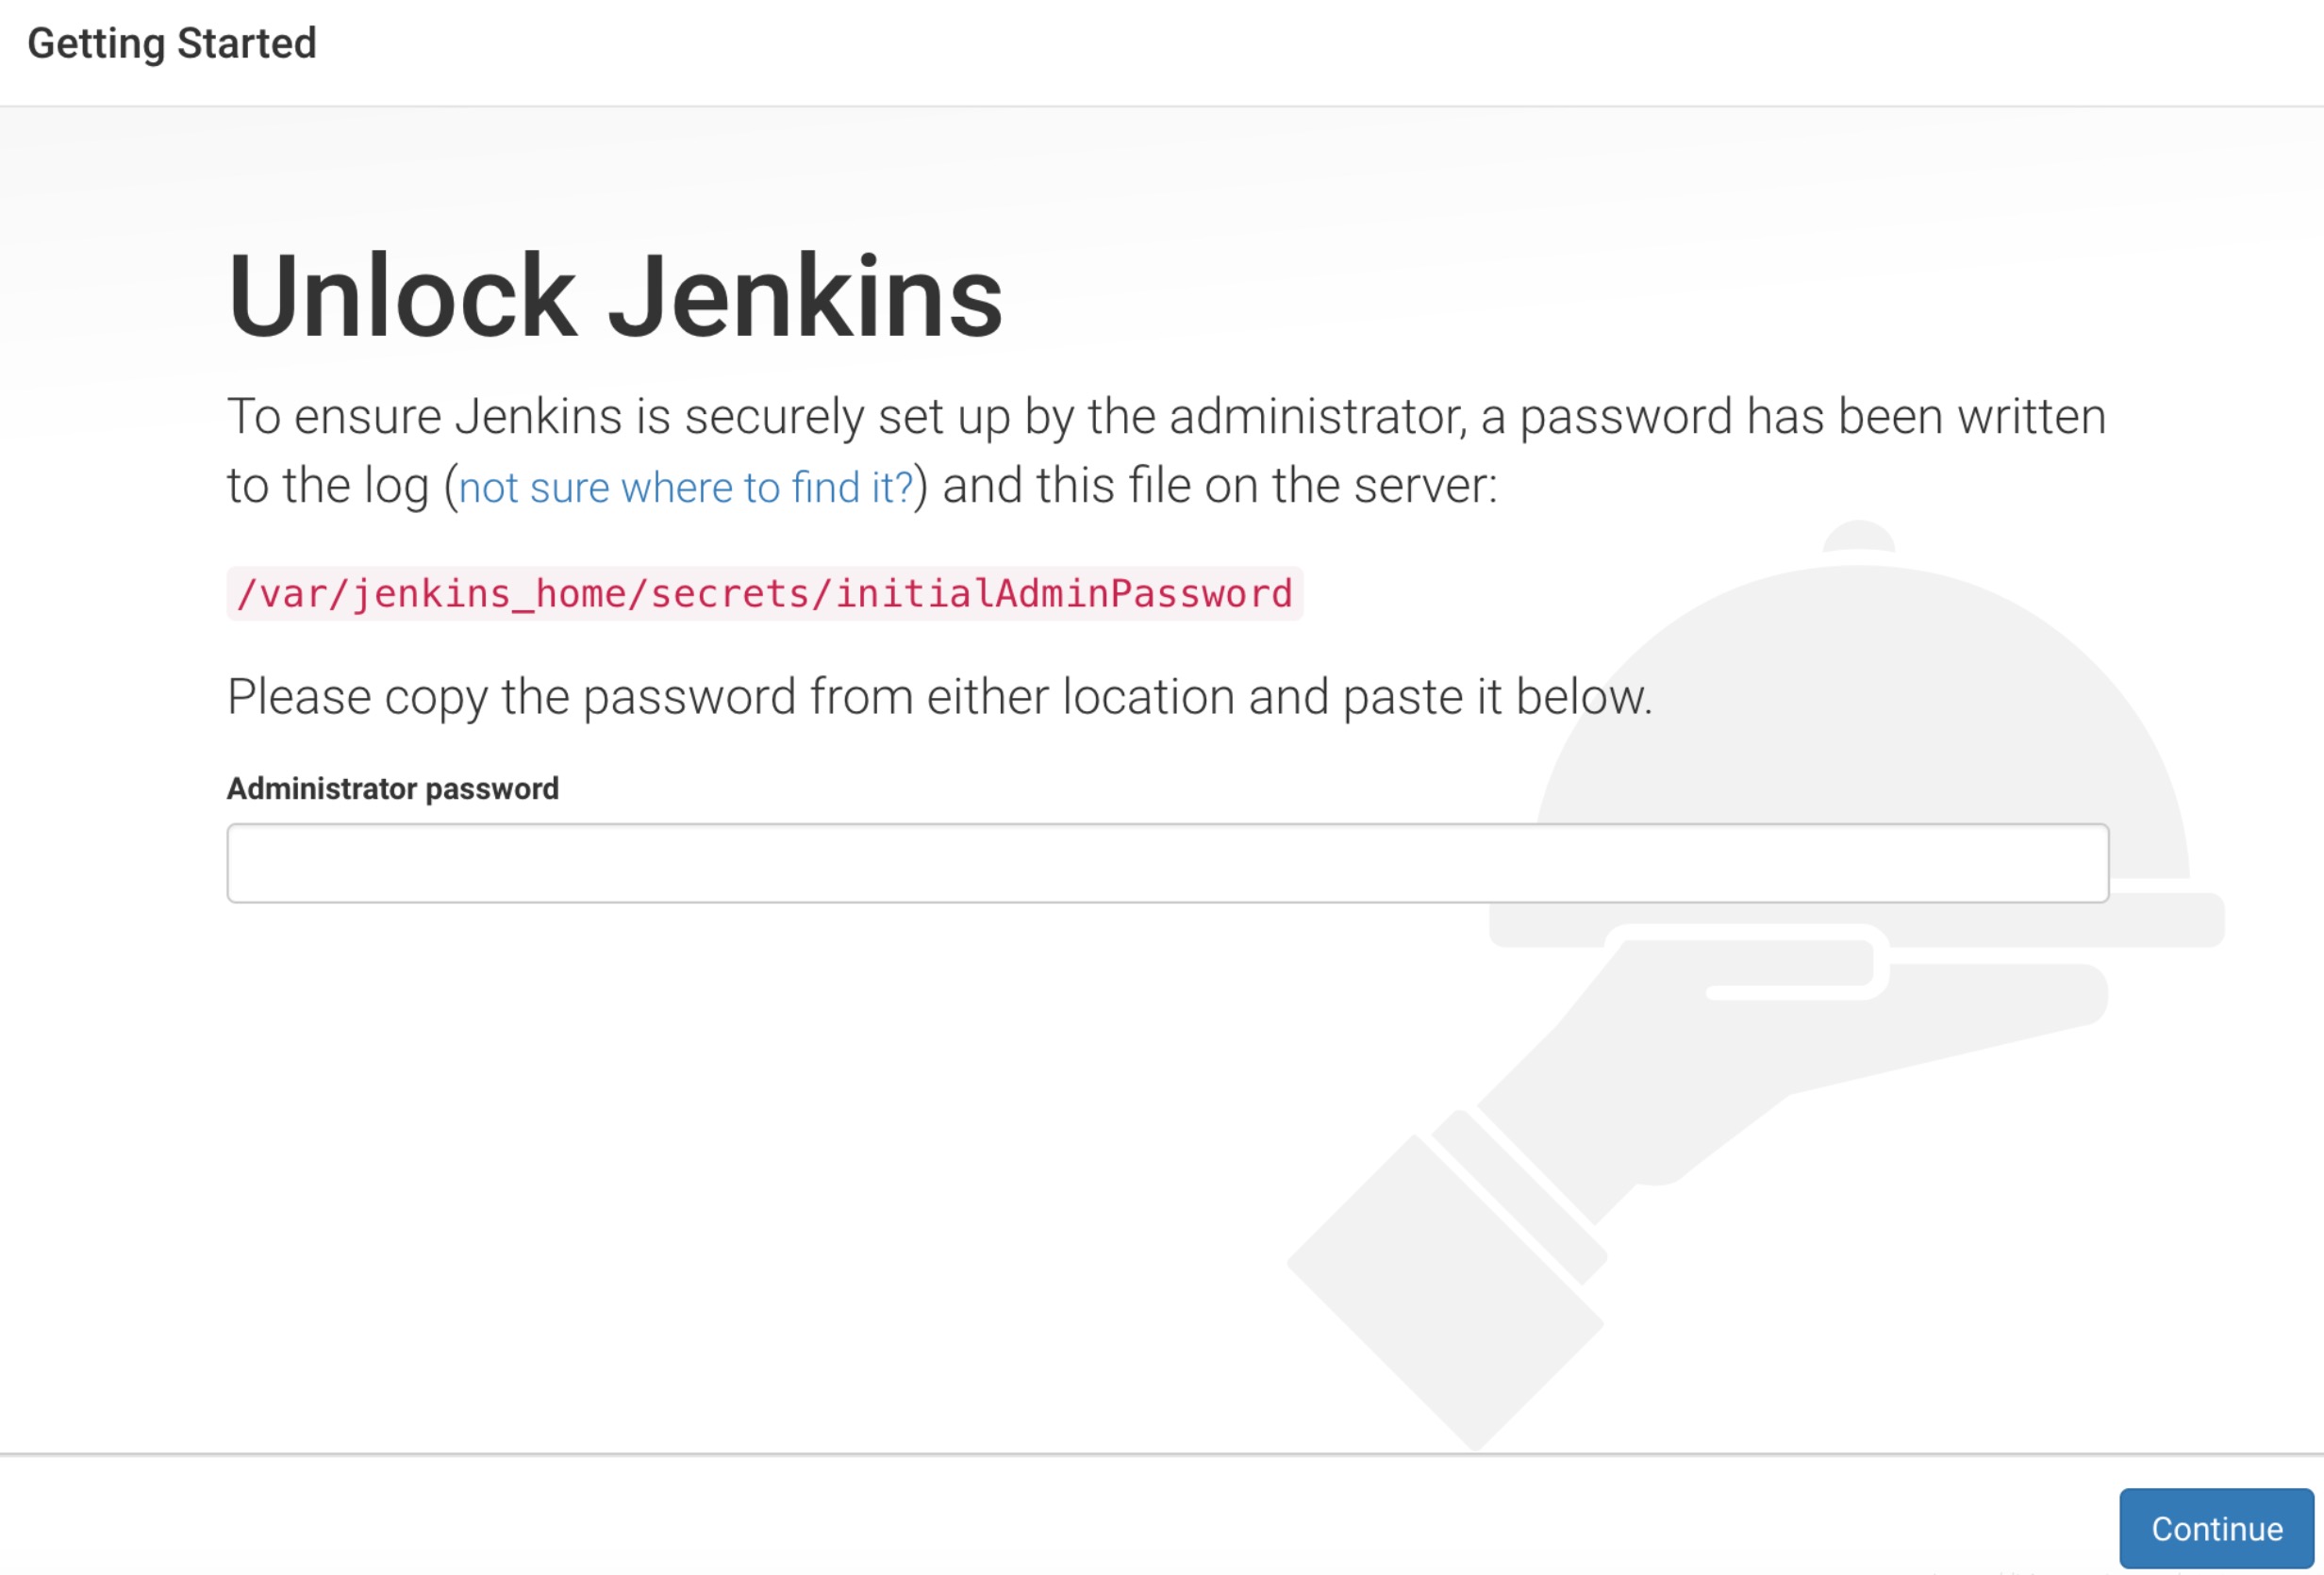 Getting Started
Unlock Jenkins
To ensure Jenkins is securely set up by the administrator, a password has been written
to the log (not sure where to find it?) and this file on the server:
/var/jenkins_home/secrets/initialAdminPassword
Please copy the password from either location and paste it below.
Administrator password
Continue